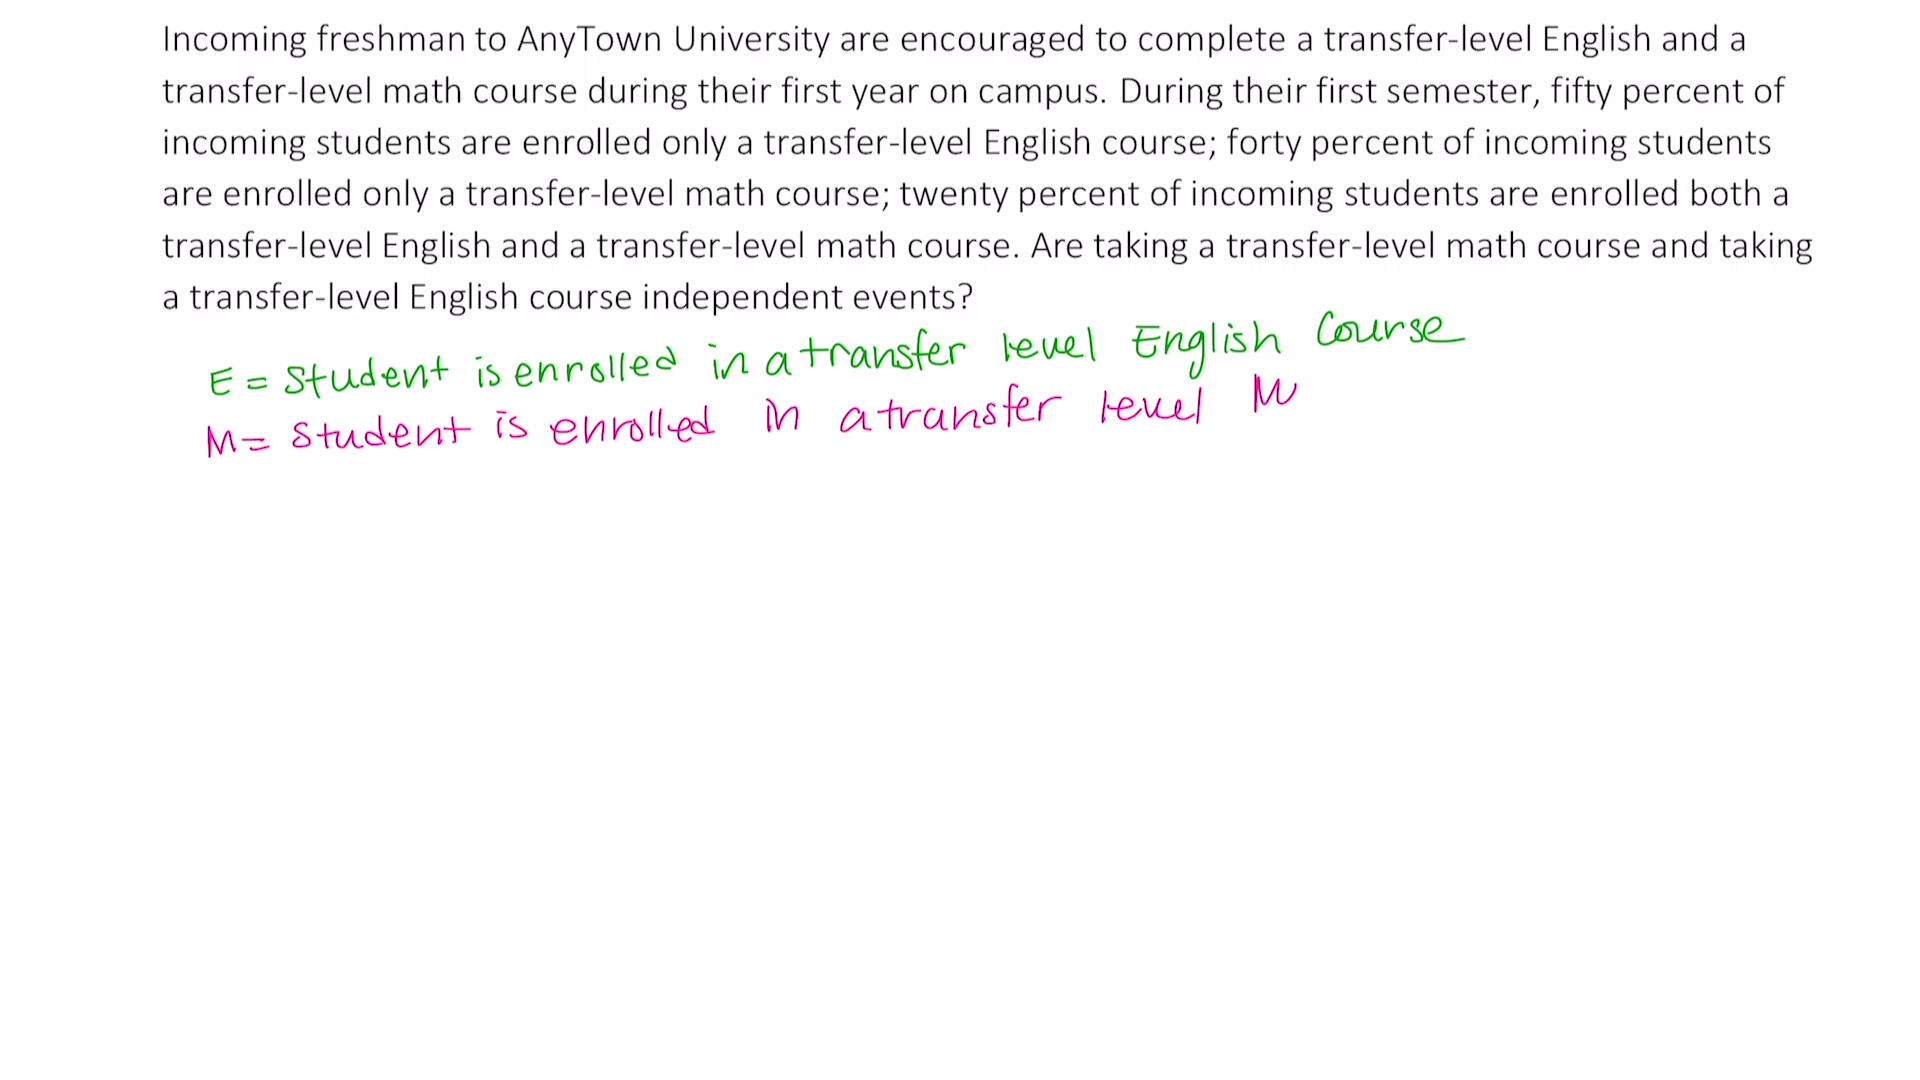 Incoming freshman to AnyTown University are encouraged to complete a transfer-level English and a
transfer-level math course during their first year on campus. During their first semester, fifty percent of
incoming students are enrolled only a transfer-level English course; forty percent of incoming students
are enrolled only a transfer-level math course; twenty percent of incoming students are enrolled both a
transfer-level English and a transfer-level math course. Are taking a transfer-level math course and taking
a transfer-level English course independent events?
E = Student is enrolled in a transfer level English Course
M = Student is enrolled in a transfer level M